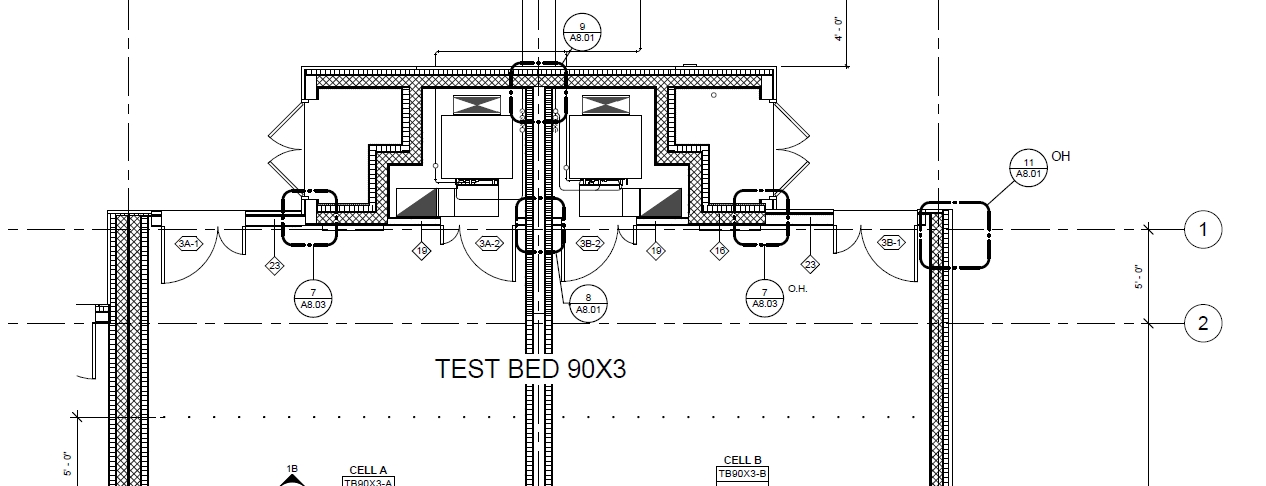 9
A8.01
4' - 0"
11
A8.01
OH
3A-1
3A-2
3B-2
3B-1
1
23
19
19
16
23
7
A8.03
8
A8.01
7
A8.03
O.H.
5' - 0"
2
TEST BED 90X3
5' - 0"
1B
CELL A
TB90X3-A
CELL B
TB90X3-B